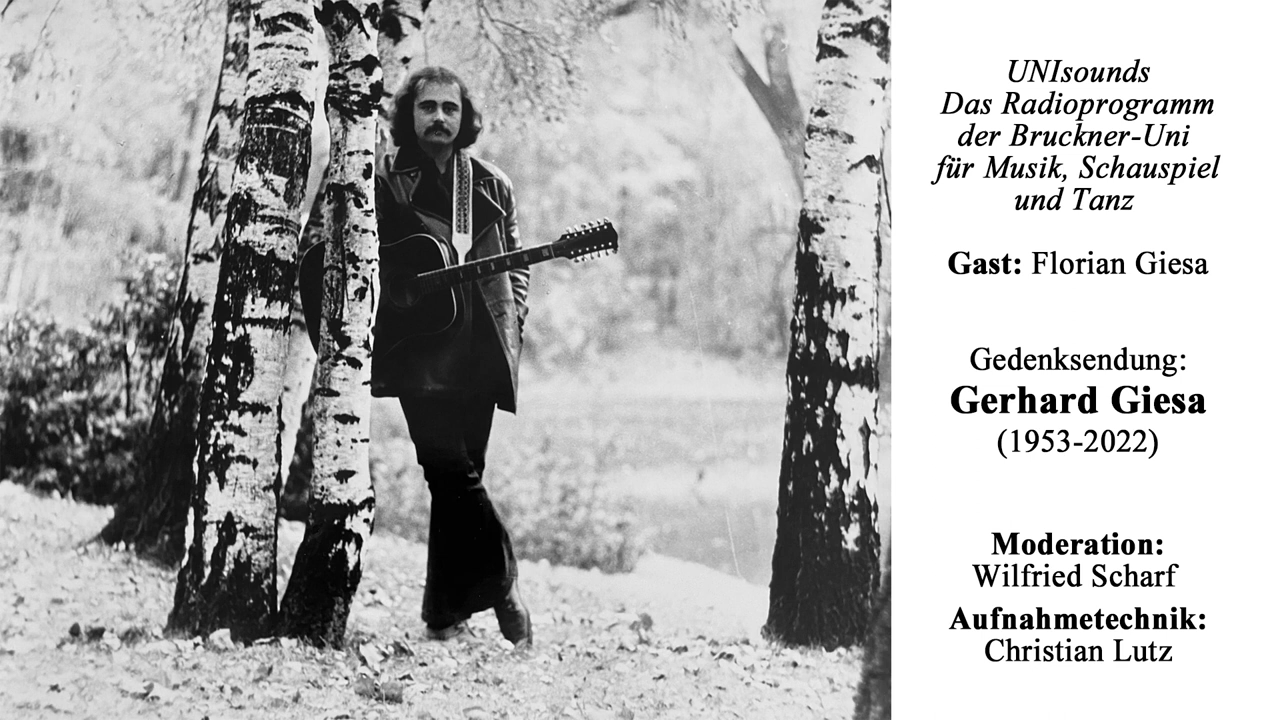 UNIsounds
Das Radioprogramm
der Bruckner-Uni
für Musik, Schauspiel
und Tanz
Gast: Florian Giesa
Gedenksendung:
Gerhard Giesa
(1953-2022)
Moderation:
Wilfried Scharf
Aufnahmetechnik:
Christian Lutz